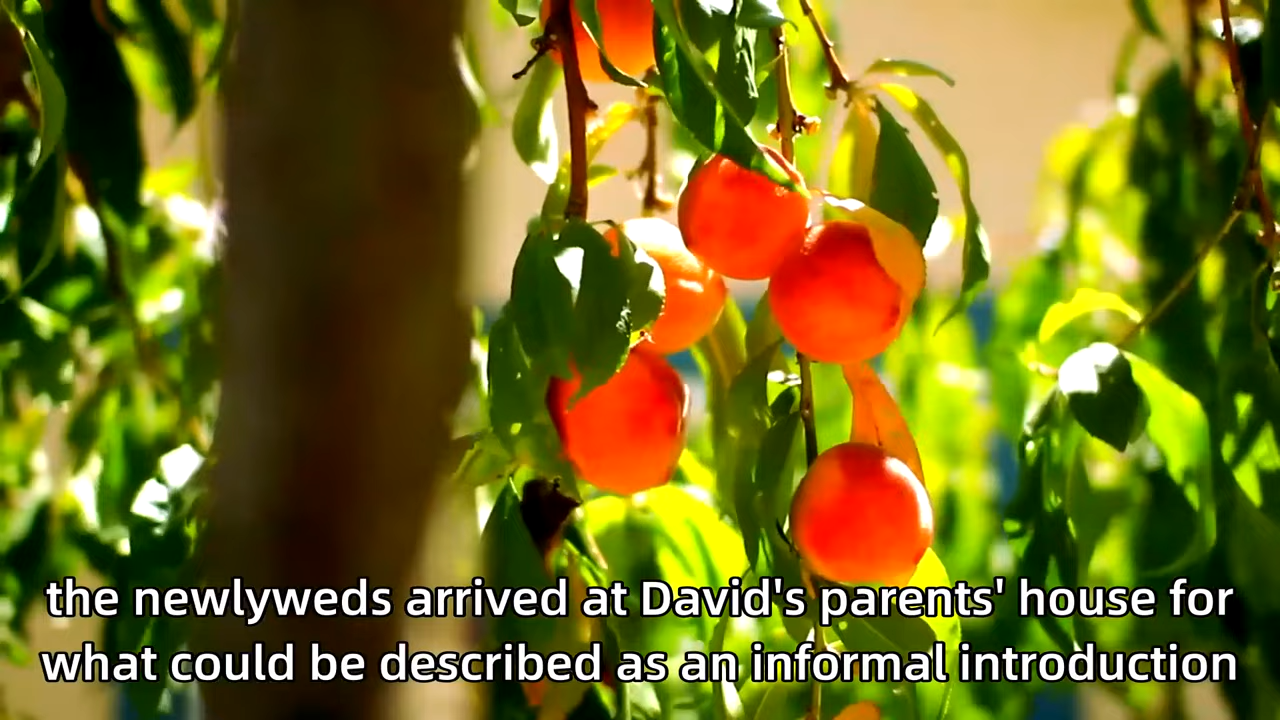 the newlyweds arrived at David's parents' house for
what could be described as an informal introduction